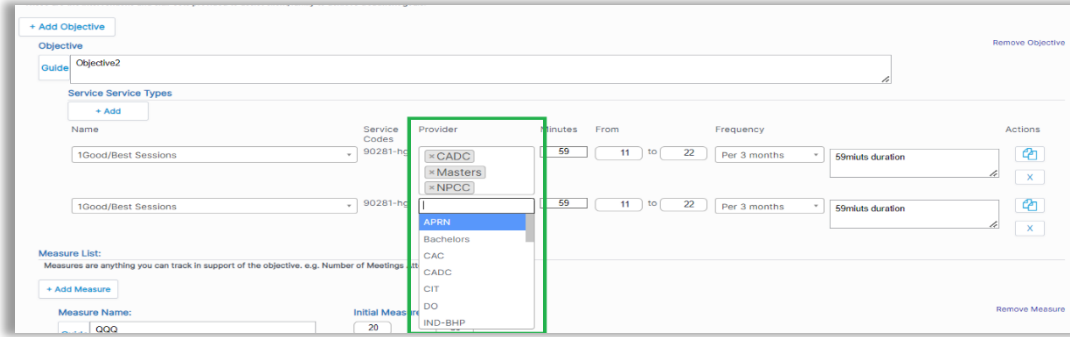 + Add Objective
Objective
Remove Objective
Guide
Objective2
Service Service Types
+ Add
Name Service Codes Provider Minutes From Frequency Actions
1Good/Best Sessions 90281-hg ×CADC ×Masters ×NPCC 59 11 to 22 Per 3 months 59miuts duration
X
1Good/Best Sessions 90281-hg 59 11 to 22 Per 3 months 59miuts duration
X
APRN
Bachelors
CAC
CADC
CIT
DO
IND-BHP
Measure List:
Measures are anything you can track in support of the objective. e.g. Number of Meetings
+ Add Measure
Measure Name: Initial Measure
Remove Measure
QQQ 20